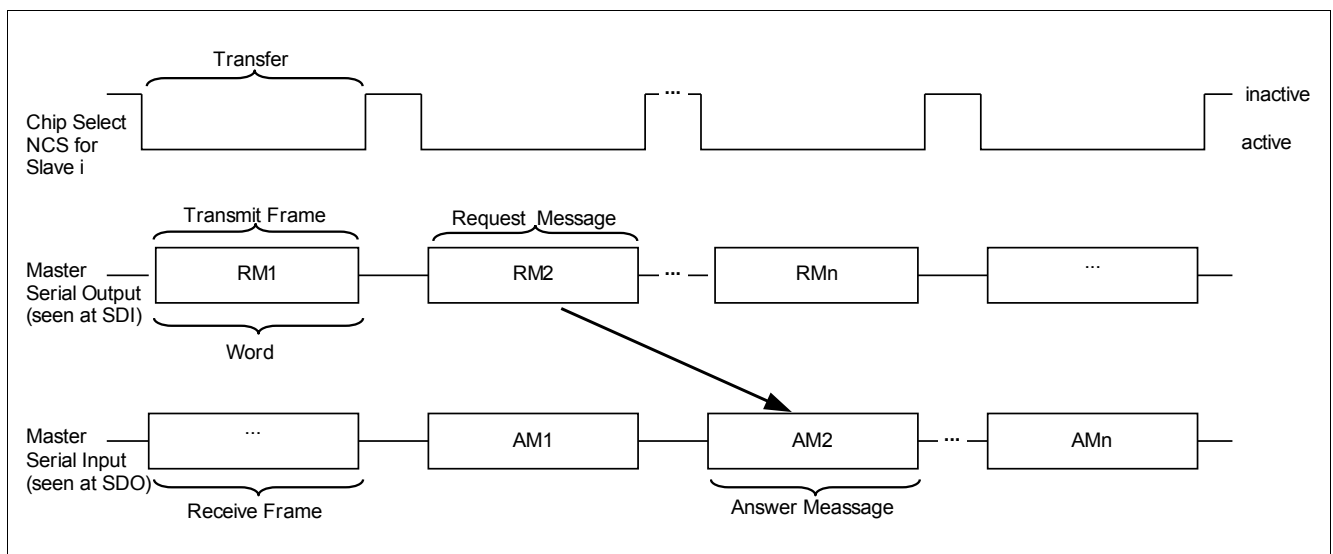 Transfer
...
inactive
Chip Select
NCS for
Slave i
active
Transmit Frame
Request Message
Master
Serial Output
(seen at SDI)
RM1
RM2
...
RMn
...
Word
Master
Serial Input
(seen at SDO)
...
AM1
AM2
...
AMn
Receive Frame
Answer Meassage